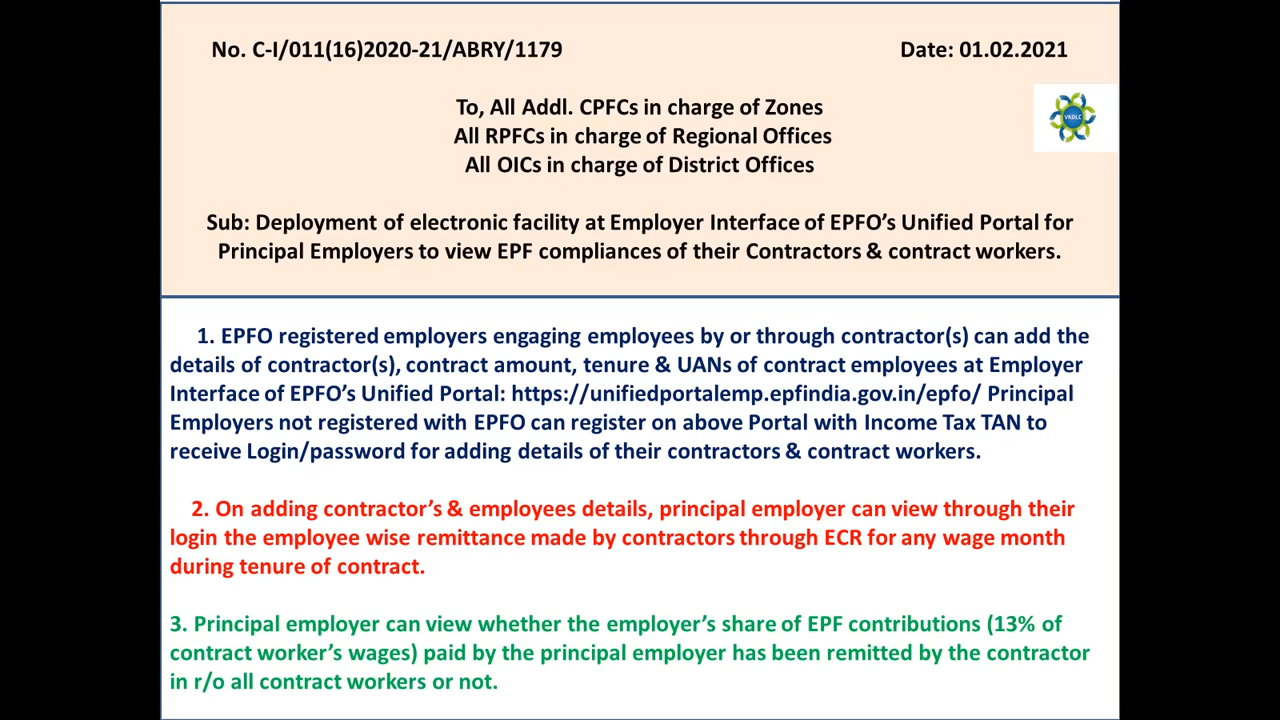 No. C-I/011(16)2020-21/ABRY/1179 Date: 01.02.2021
To, All Addl. CPFCs in charge of Zones
All RPFCs in charge of Regional Offices
All OICs in charge of District Offices
VKDLC
Sub: Deployment of electronic facility at Employer Interface of EPFO’s Unified Portal for
Principal Employers to view EPF compliances of their Contractors & contract workers.
1. EPFO registered employers engaging employees by or through contractor(s) can add the
details of contractor(s), contract amount, tenure & UANs of contract employees at Employer
Interface of EPFO’s Unified Portal: https://unifiedportalemp.epfindia.gov.in/epfo/ Principal
Employers not registered with EPFO can register on above Portal with Income Tax TAN to
receive Login/password for adding details of their contractors & contract workers.
2. On adding contractor’s & employees details, principal employer can view through their
login the employee wise remittance made by contractors through ECR for any wage month
during tenure of contract.
3. Principal employer can view whether the employer’s share of EPF contributions (13% of
contract worker’s wages) paid by the principal employer has been remitted by the contractor
in r/o all contract workers or not.